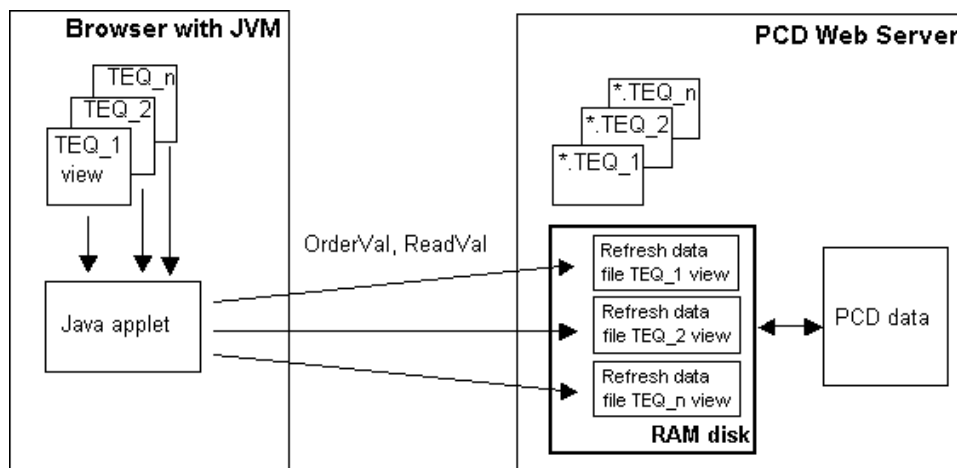 Browser with JVM
TEQ_n
TEQ_2
TEQ_1
view
Java applet
OrderVal, ReadVal
PCD Web Server
*.TEQ_n
*.TEQ_2
*.TEQ_1
Refresh data
file TEQ_1 view
Refresh data
file TEQ_2 view
Refresh data
file TEQ_n view
RAM disk
PCD data